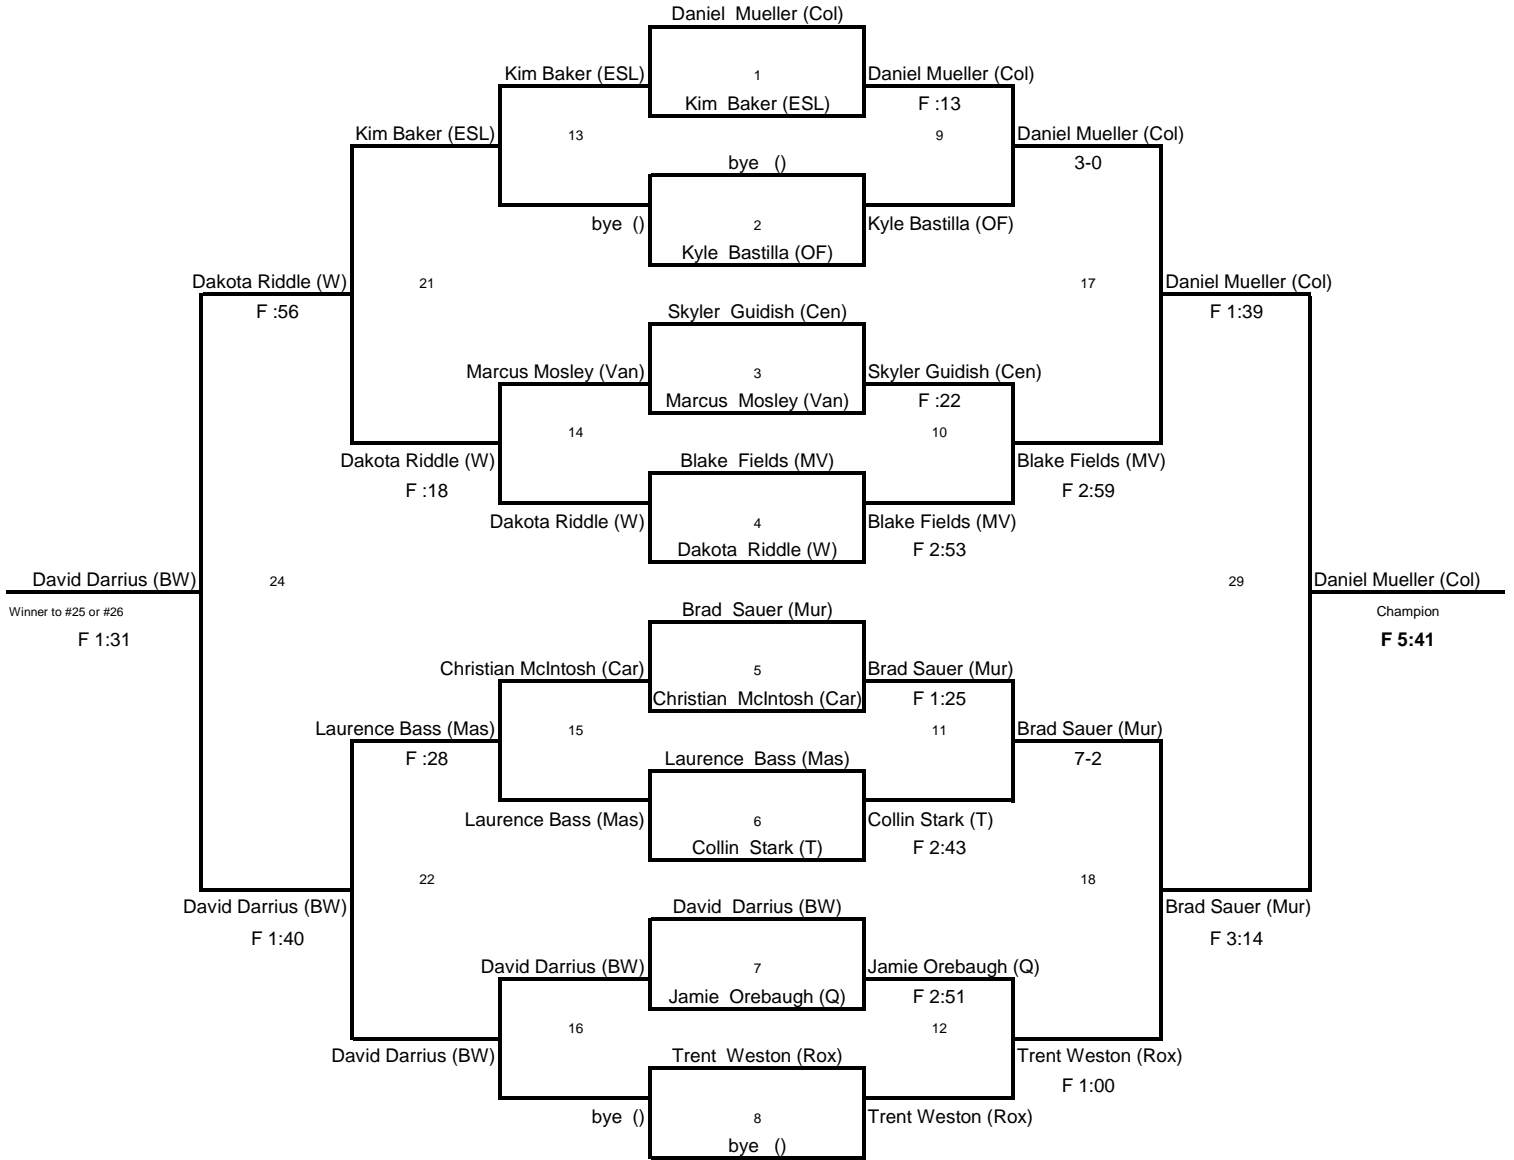 Daniel Mueller (Col)
Kim Baker (ESL) 1 Daniel Mueller (Col)
Kim Baker (ESL) F :13
Kim Baker (ESL) 13 9 Daniel Mueller (Col)
bye () 3-0
bye () 2 Kyle Bastilla (OF)
Kyle Bastilla (OF)
Dakota Riddle (W) 21 17 Daniel Mueller (Col)
F :56 Skyler Guidish (Cen) F 1:39
Marcus Mosley (Van) 3 Skyler Guidish (Cen)
Marcus Mosley (Van) F :22
14 10
Dakota Riddle (W) Blake Fields (MV) Blake Fields (MV)
F :18 F 2:59
Dakota Riddle (W) 4 Blake Fields (MV)
Dakota Riddle (W) F 2:53
David Darrius (BW) 24 29 Daniel Mueller (Col)
Winner to #25 or #26 Brad Sauer (Mur) Champion
F 1:31 F 5:41
Christian McIntosh (Car) 5 Brad Sauer (Mur)
Christian McIntosh (Car) F 1:25
Laurence Bass (Mas) 15 11 Brad Sauer (Mur)
F :28 Laurence Bass (Mas) 7-2
Laurence Bass (Mas) 6 Collin Stark (T)
Collin Stark (T) F 2:43
22 18
David Darrius (BW) David Darrius (BW) Brad Sauer (Mur)
F 1:40 F 3:14
David Darrius (BW) 7 Jamie Orebaugh (Q)
Jamie Orebaugh (Q) F 2:51
16 12
David Darrius (BW) Trent Weston (Rox) Trent Weston (Rox)
F 1:00
bye () 8 Trent Weston (Rox)
bye ()